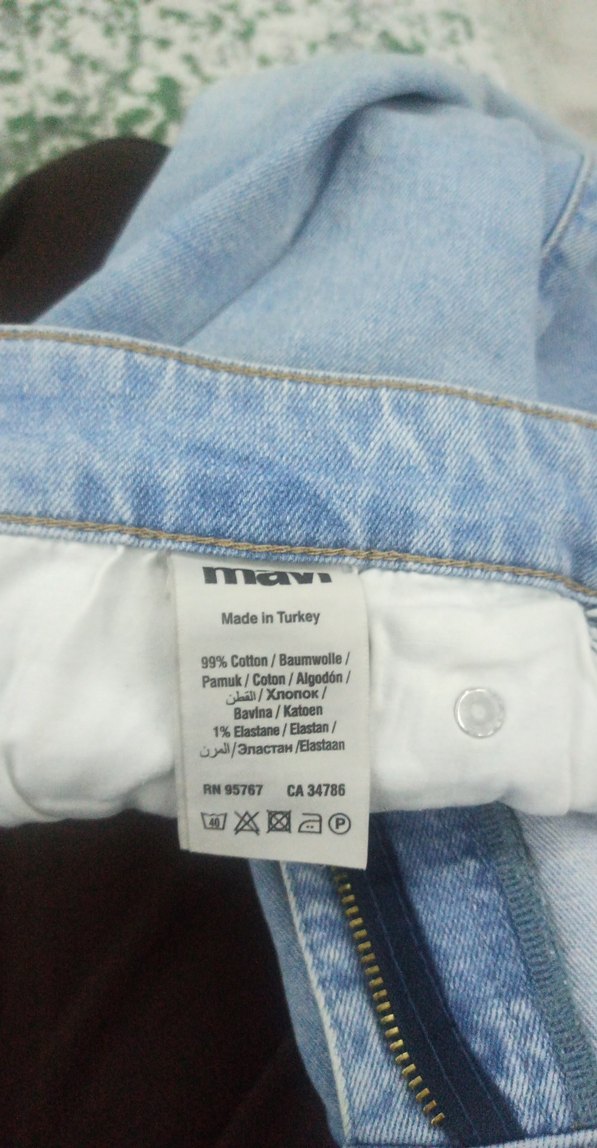 mavi
Made in Turkey
99% Cotton / Baumwolle /
Pamuk / Coton / Algodón /
القطن / Хлопок /
Bavlna / Katoen
1% Elastane / Elastan /
المرن / Эластан /Elastaan
RN 95767 CA 34786
40 P